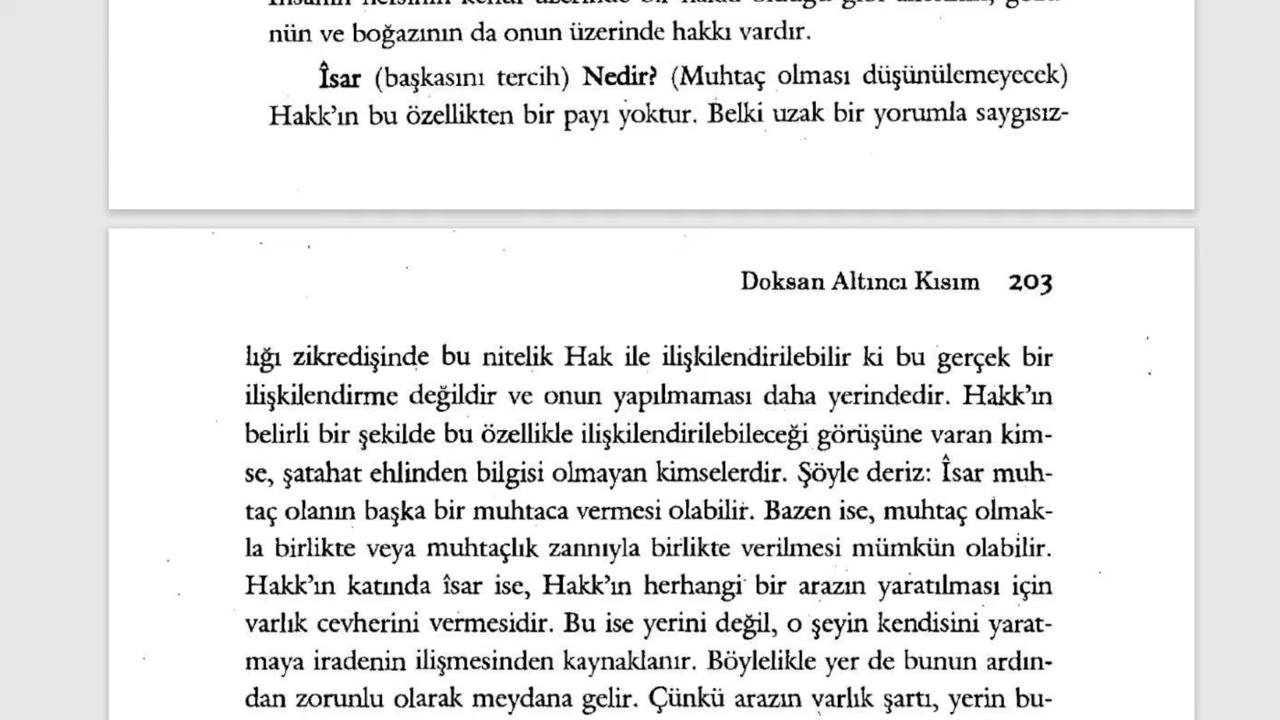 nün ve boğazının da onun üzerinde hakkı vardır.
Îsar (başkasını tercih) Nedir? (Muhtaç olması düşünülemeyecek)
Hakk'ın bu özellikten bir payı yoktur. Belki uzak bir yorumla saygısız-
Doksan Altıncı Kısım 203
lığı zikredişinde bu nitelik Hak ile ilişkilendirilebilir ki bu gerçek bir
ilişkilendirme değildir ve onun yapılmaması daha yerindedir. Hakk'ın
belirli bir şekilde bu özellikle ilişkilendirilebileceği görüşüne varan kim-
se, şatahat ehlinden bilgisi olmayan kimselerdir. Şöyle deriz: Îsar muh-
taç olanın başka bir muhtaca vermesi olabilir. Bazen ise, muhtaç olmak-
la birlikte veya muhtaçlık zannıyla birlikte verilmesi mümkün olabilir.
Hakk'ın katında îsar ise, Hakk'ın herhangi bir arazın yaratılması için
varlık cevherini vermesidir. Bu ise yerini değil, o şeyin kendisini yarat-
maya iradenin ilişmesinden kaynaklanır. Böylelikle yer de bunun ardın-
dan zorunlu olarak meydana gelir. Çünkü arazın varlık şartı, yerin bu-